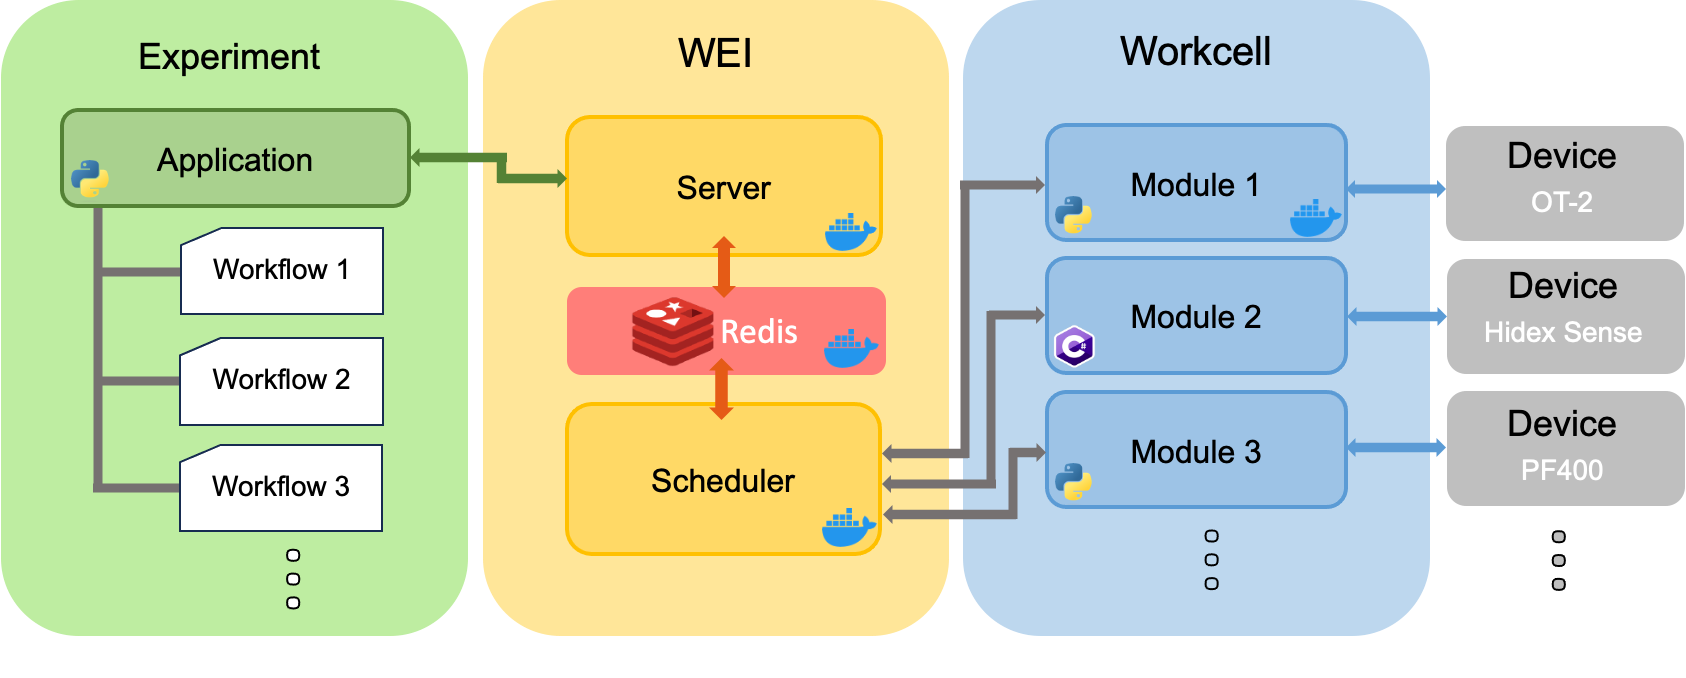 Experiment
Application
Workflow 1
Workflow 2
Workflow 3
WEI
Server
Redis
Scheduler
Workcell
Module 1
C#
Module 2
Module 3
Device
OT-2
Device
Hidex Sense
Device
PF400